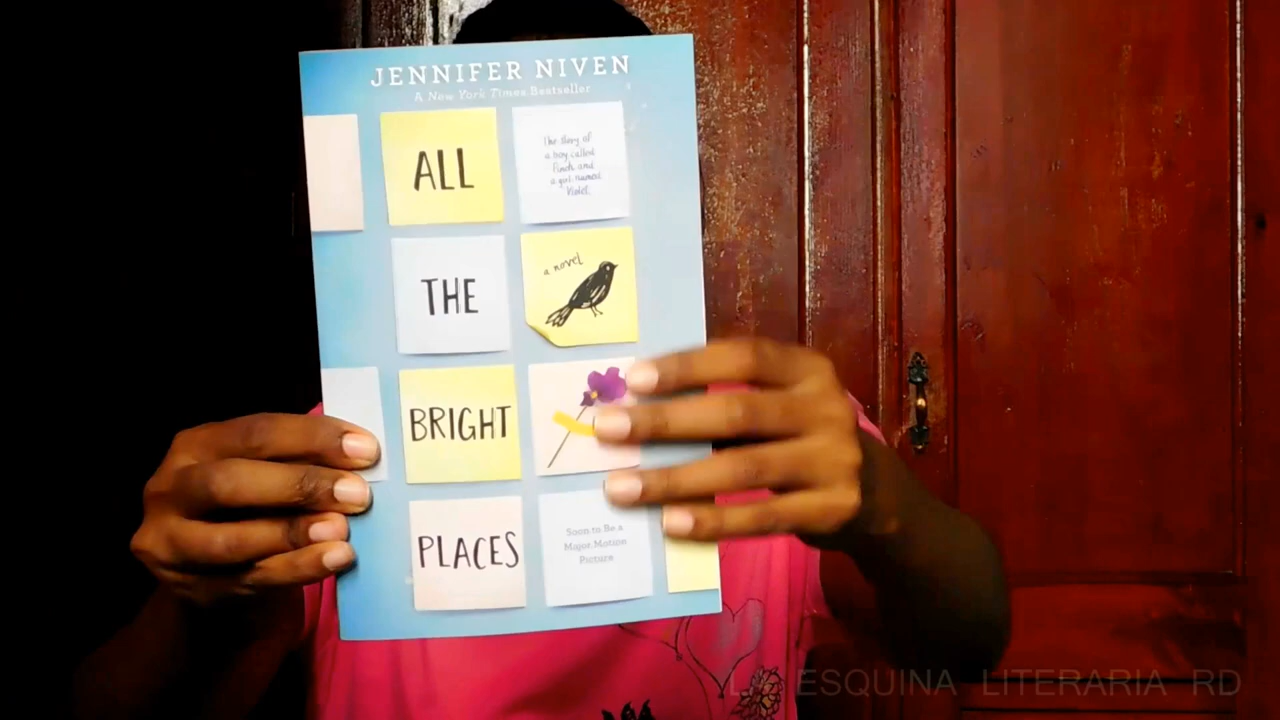 JENNIFER NIVEN
A New York Times Bestseller
ALL
The story of
a boy called
Finch and
a girl named
Violet.
THE
a novel
BRIGHT
PLACES
Soon to Be a
Major Motion
Picture
LA ESQUINA LITERARIA RD